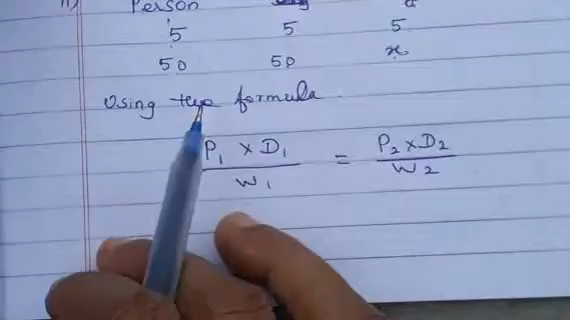 Person
5 5 5
50 50 x
Using the formula
P₁ × D₁ / W₁ = P₂ × D₂ / W₂